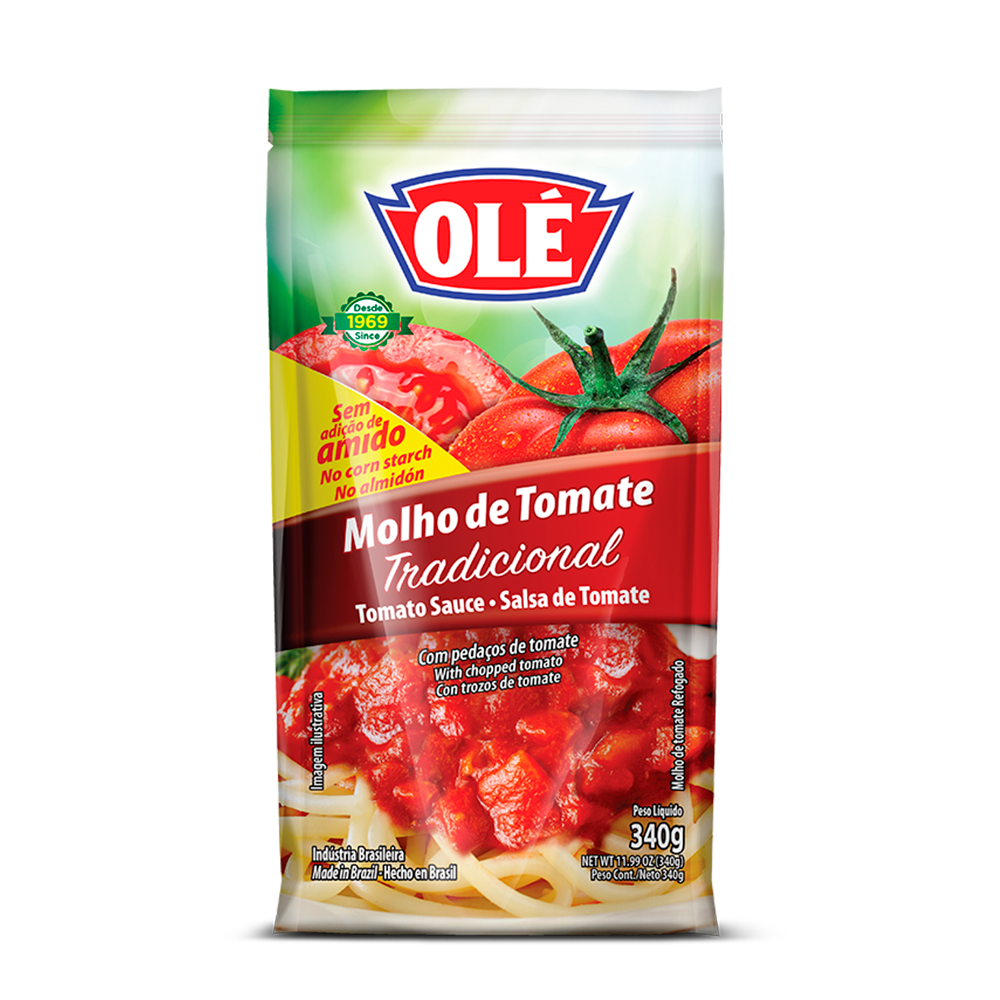 OLÉ
Desde
1969
Since
Sem
adição de
amido
No corn starch
No almidón
Molho de Tomate
Tradicional
Tomato Sauce • Salsa de Tomate
Com pedaços de tomate
With chopped tomato
Con trozos de tomate
Imagem ilustrativa
Molho de tomate Refogado
Peso Líquido
340g
NET WT 11.99 OZ (340g)
Peso Cont./Neto 340g
Indústria Brasileira
Made in Brazil - Hecho en Brasil